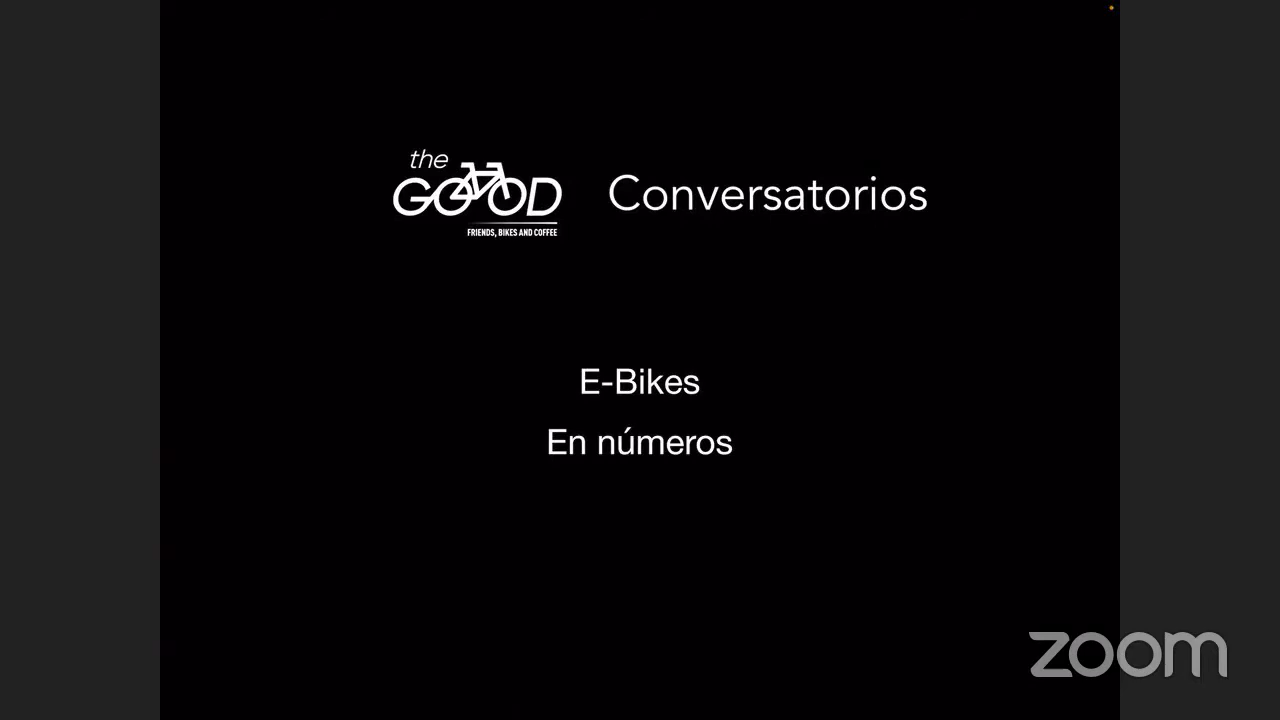 the
GOOD Conversatorios
FRIENDS, BIKES AND COFFEE
E-Bikes
En números
zoom